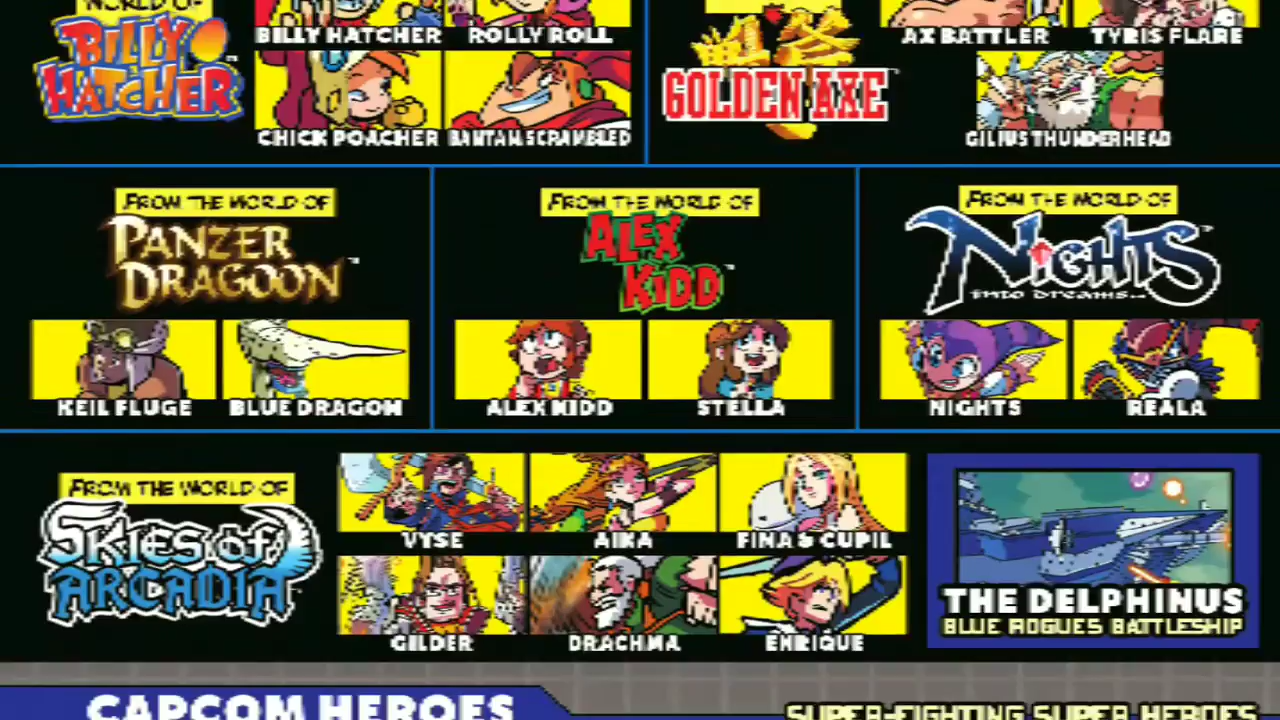 WORLD OF
BILLY
HATCHER
BILLY HATCHER
ROLLY ROLL
CHICK POACHER
BANTAM SCRAMBLED
GOLDEN AXE
AX BATTLER
TYRIS FLARE
GILIUS THUNDERHEAD
FROM THE WORLD OF
PANZER
DRAGOON
KEIL FLUGE
BLUE DRAGON
FROM THE WORLD OF
ALEX
KIDD
ALEX KIDD
STELLA
FROM THE WORLD OF
NiGHTS
into dreams...
NIGHTS
REALA
FROM THE WORLD OF
SKIES OF
ARCADIA
VYSE
AIKA
FINA & CUPIL
GILDER
DRACHMA
ENRIQUE
THE DELPHINUS
BLUE ROGUES BATTLESHIP
CAPCOM HEROES
SUPER-FIGHTING SUPER HEROES